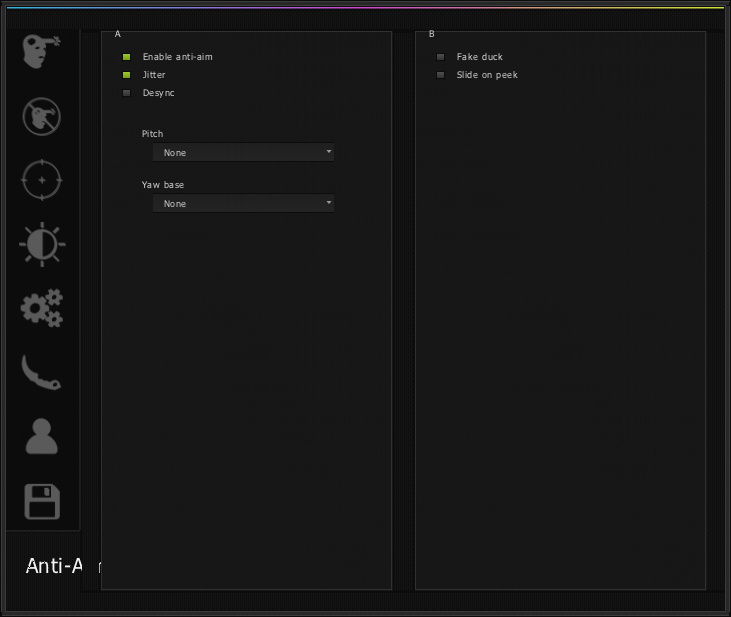 A
Enable anti-aim
Jitter
Desync
Pitch
None
Yaw base
None
B
Fake duck
Slide on peek
Anti-A